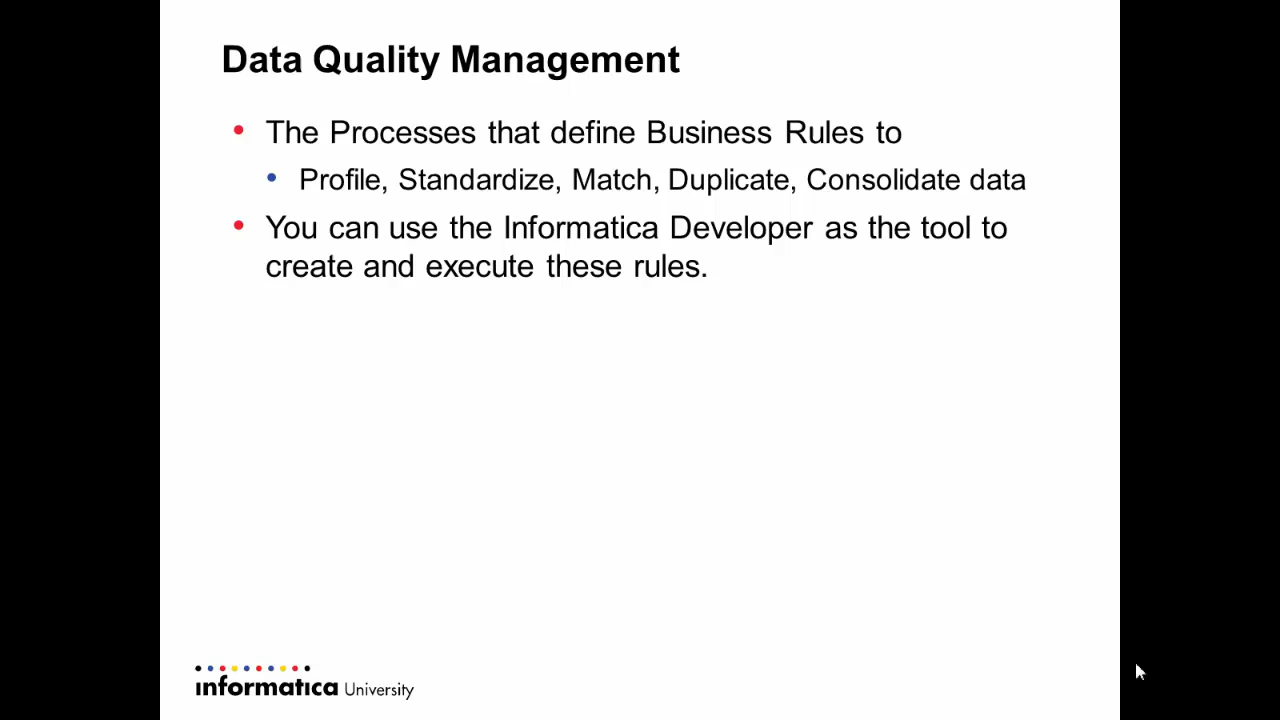 Data Quality Management
• The Processes that define Business Rules to
• Profile, Standardize, Match, Duplicate, Consolidate data
• You can use the Informatica Developer as the tool to
create and execute these rules.
informatica University